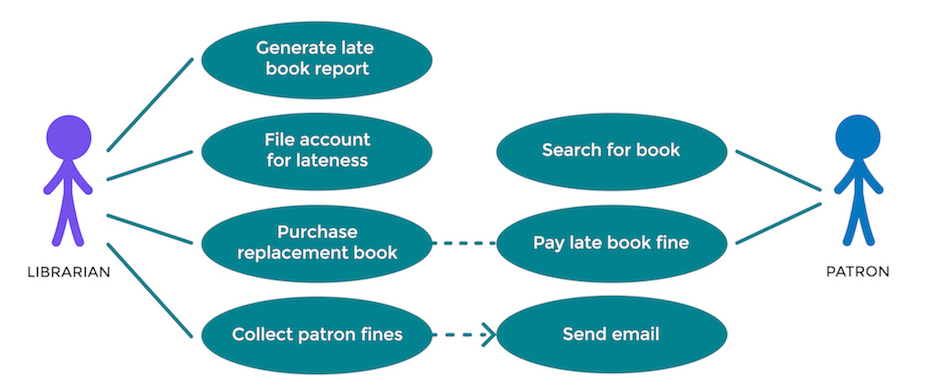 Generate late
book report
File account
for lateness
Search for book
Purchase
replacement book
Pay late book fine
LIBRARIAN
PATRON
Collect patron fines
Send email